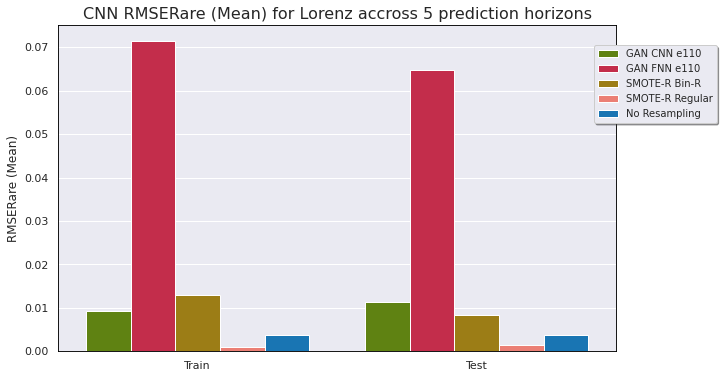 CNN RMSERare (Mean) for Lorenz accross 5 prediction horizons
GAN CNN e110
GAN FNN e110
SMOTE-R Bin-R
SMOTE-R Regular
No Resampling
RMSERare (Mean)
0.07
0.06
0.05
0.04
0.03
0.02
0.01
0.00
Train
Test